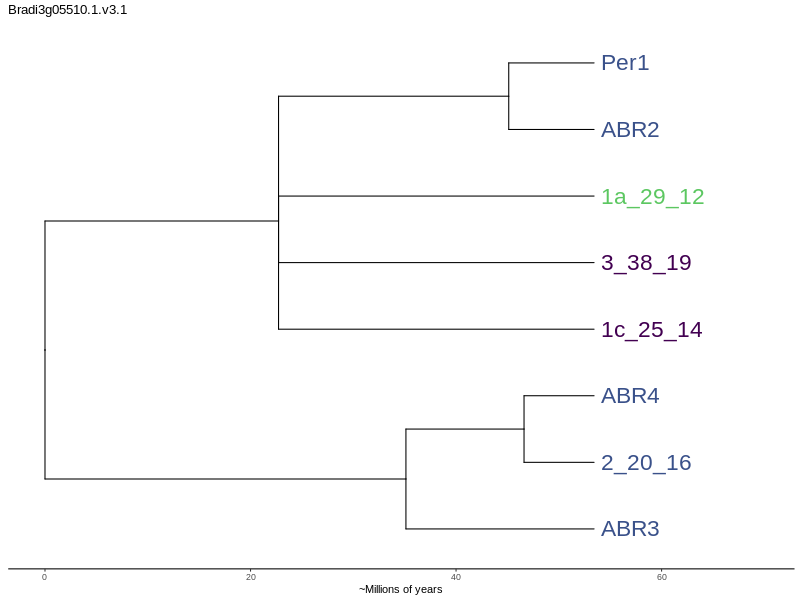 Bradi3g05510.1.v3.1
Per1
ABR2
1a_29_12
3_38_19
1c_25_14
ABR4
2_20_16
ABR3
0 20 40 60
~Millions of years